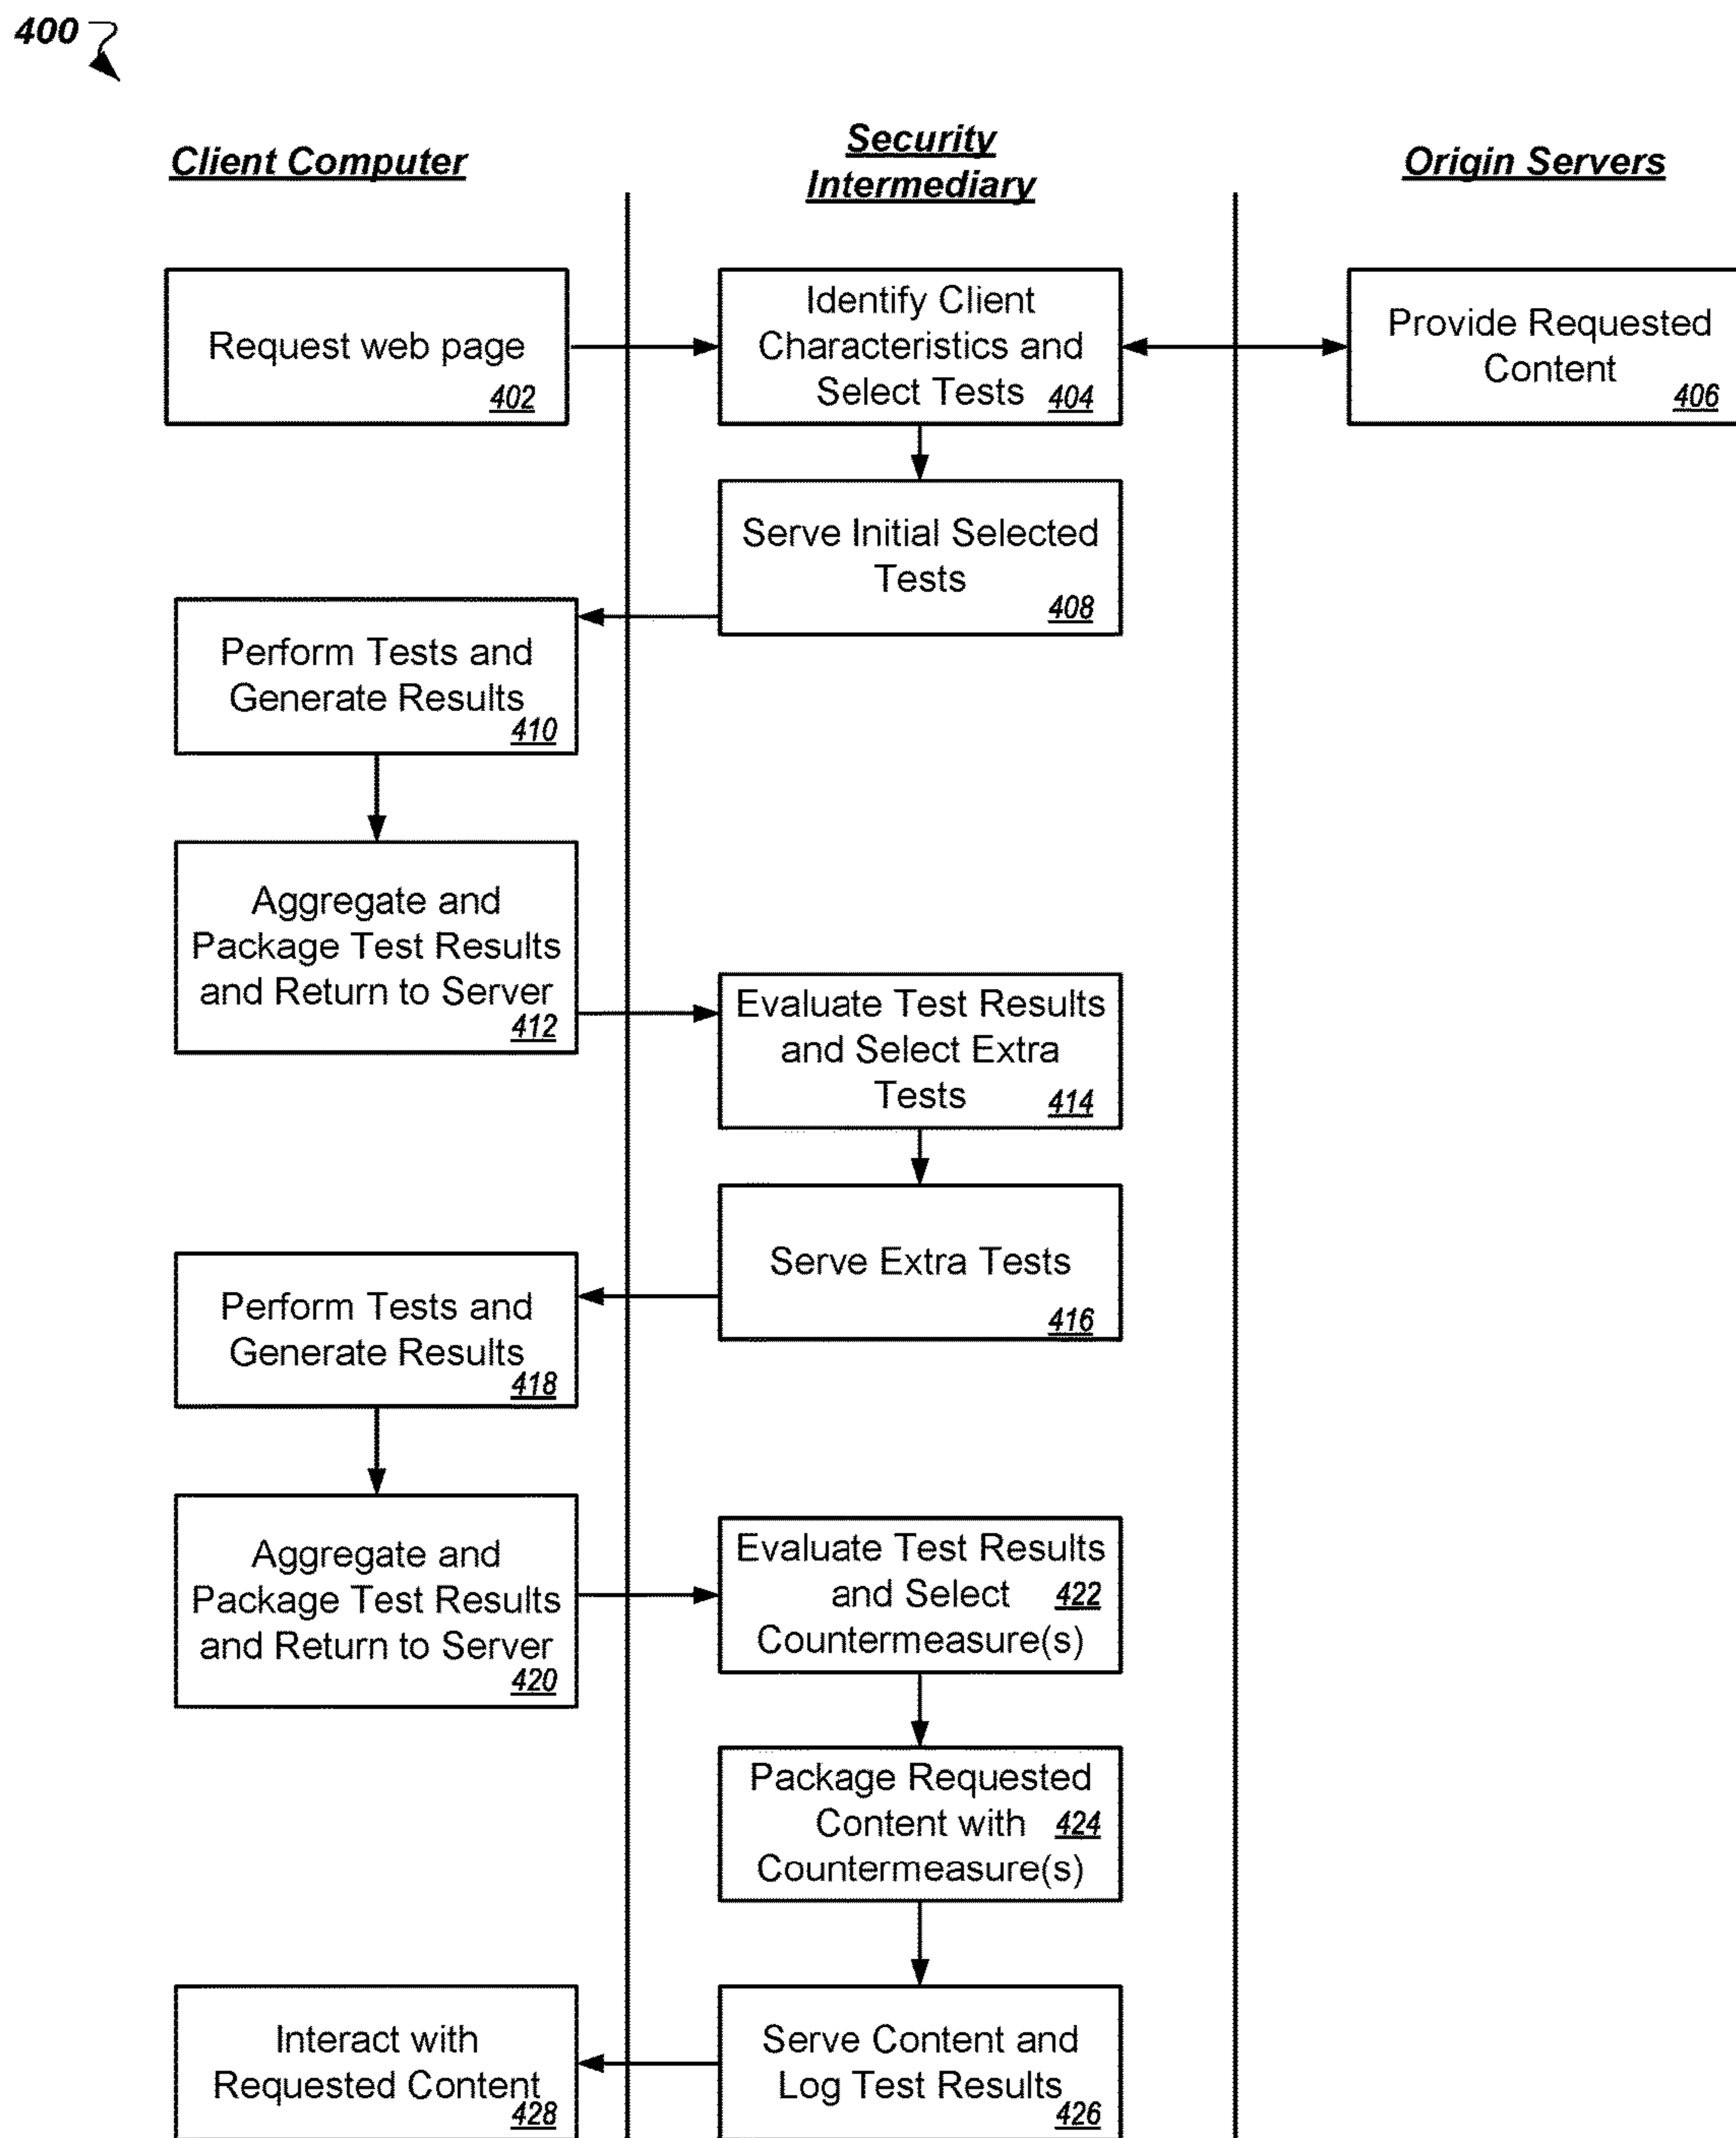 400
Client Computer
Security
Intermediary
Origin Servers
Request web page
402
Identify Client
Characteristics and
Select Tests 404
Provide Requested
Content
406
Serve Initial Selected
Tests
408
Perform Tests and
Generate Results
410
Aggregate and
Package Test Results
and Return to Server
412
Evaluate Test Results
and Select Extra
Tests 414
Serve Extra Tests
416
Perform Tests and
Generate Results
418
Aggregate and
Package Test Results
and Return to Server
420
Evaluate Test Results
and Select 422
Countermeasure(s)
Package Requested
Content with 424
Countermeasure(s)
Serve Content and
Log Test Results
426
Interact with
Requested Content
428